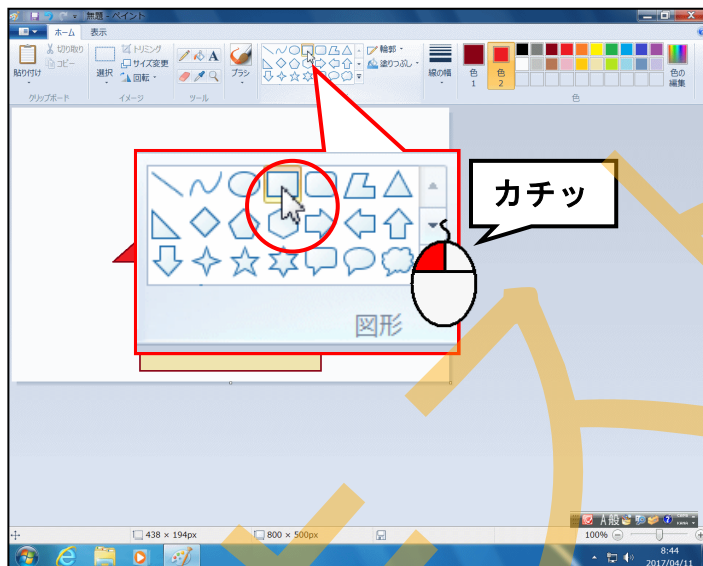 無題 - ペイント
ホーム
表示
貼り付け
切り取り
コピー
クリップボード
選択
トリミング
サイズ変更
回転
イメージ
A
ツール
ブラシ
輪郭
塗りつぶし
線の幅
色
1
色
2
色の
編集
色
図形
カチッ
438 × 194px
800 × 500px
100%
A 般
8:44
2017/04/11